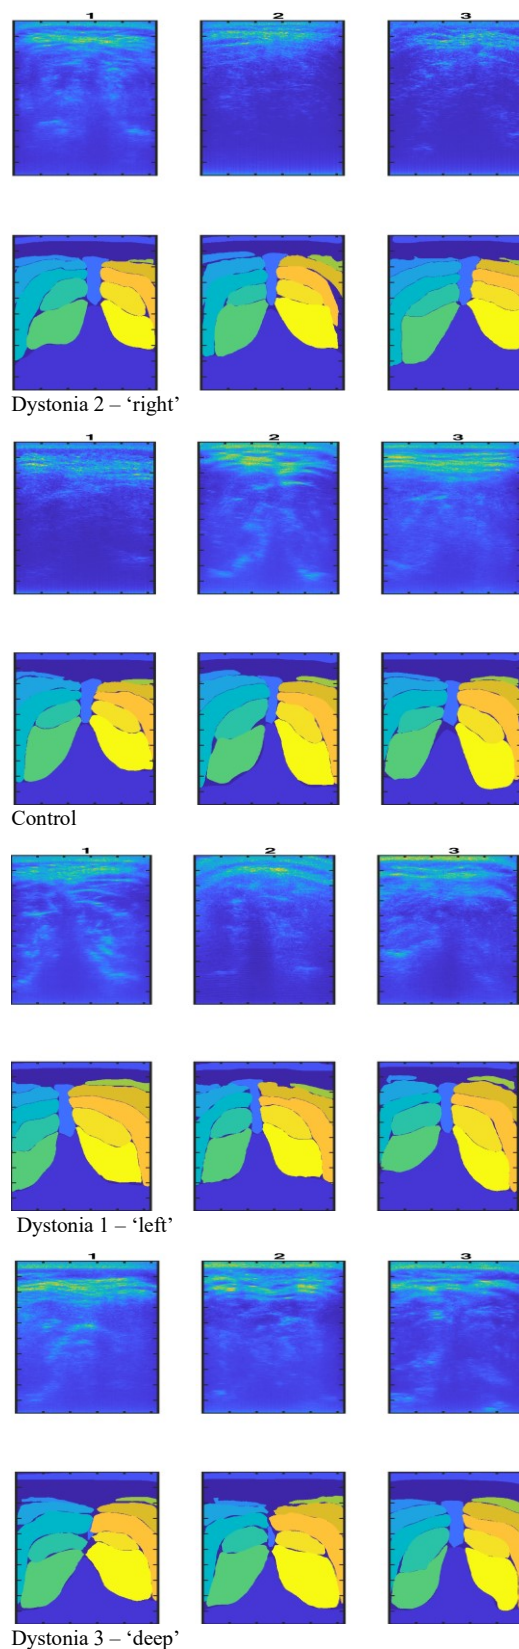 1 2 3
Dystonia 2 – ‘right’
1 2 3
Control
1 2 3
Dystonia 1 – ‘left’
1 2 3
Dystonia 3 – ‘deep’